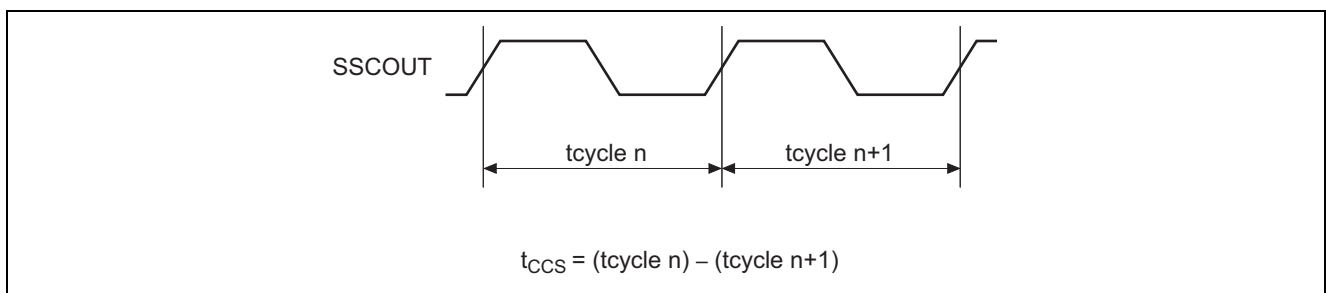 SSCOUT
tcycle n
tcycle n+1
tCCS = (tcycle n) – (tcycle n+1)